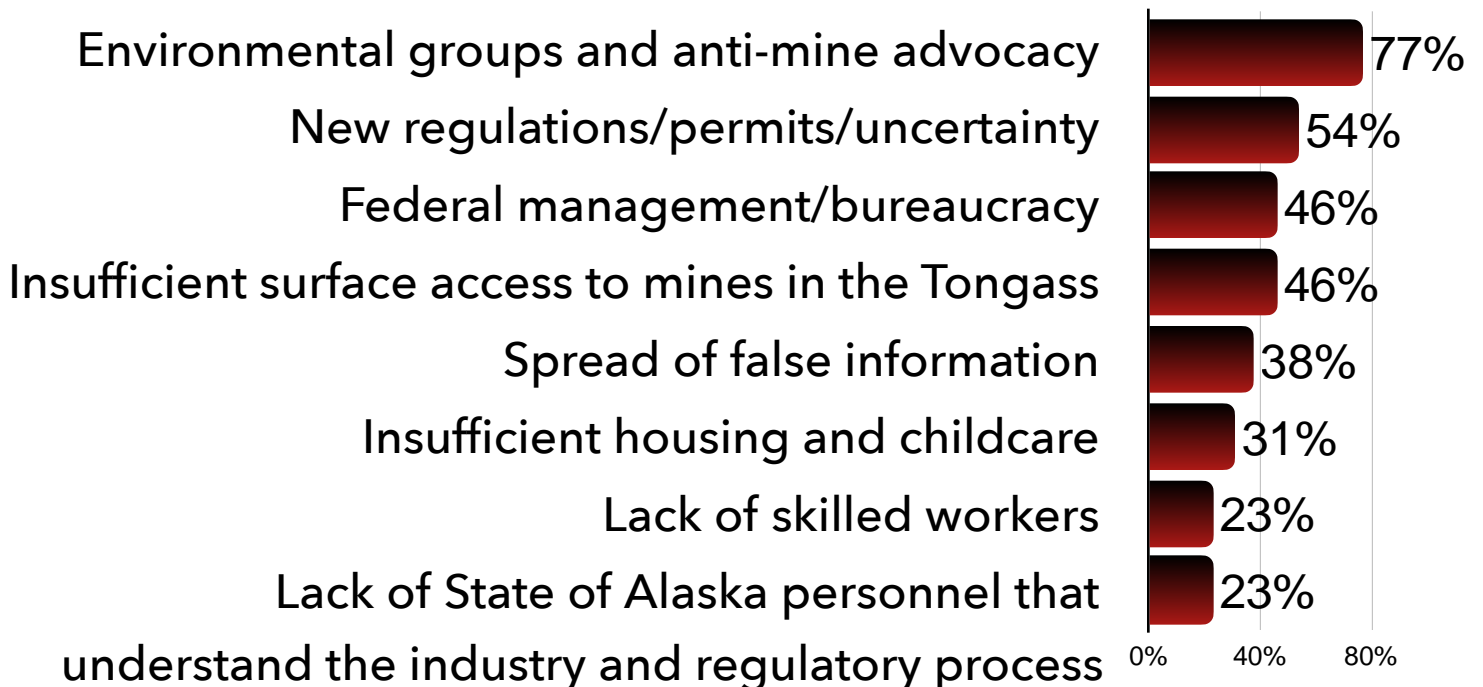 Environmental groups and anti-mine advocacy 77%
New regulations/permits/uncertainty 54%
Federal management/bureaucracy 46%
Insufficient surface access to mines in the Tongass 46%
Spread of false information 38%
Insufficient housing and childcare 31%
Lack of skilled workers 23%
Lack of State of Alaska personnel that 23%
understand the industry and regulatory process
0% 40% 80%